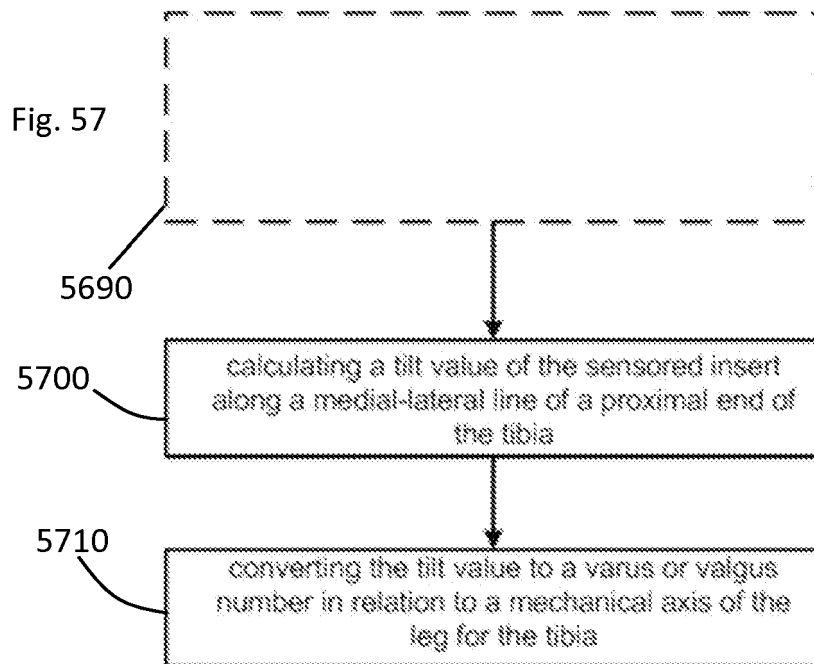 Fig. 57
5690
5700
calculating a tilt value of the sensored insert
along a medial-lateral line of a proximal end of
the tibia
5710
converting the tilt value to a varus or valgus
number in relation to a mechanical axis of the
leg for the tibia